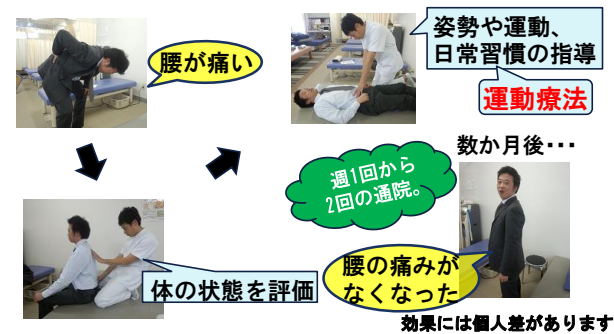 腰が痛い
体の状態を評価
姿勢や運動、
日常習慣の指導
運動療法
週1回から
2回の通院。
数か月後・・・
腰の痛みが
なくなった
効果には個人差があります